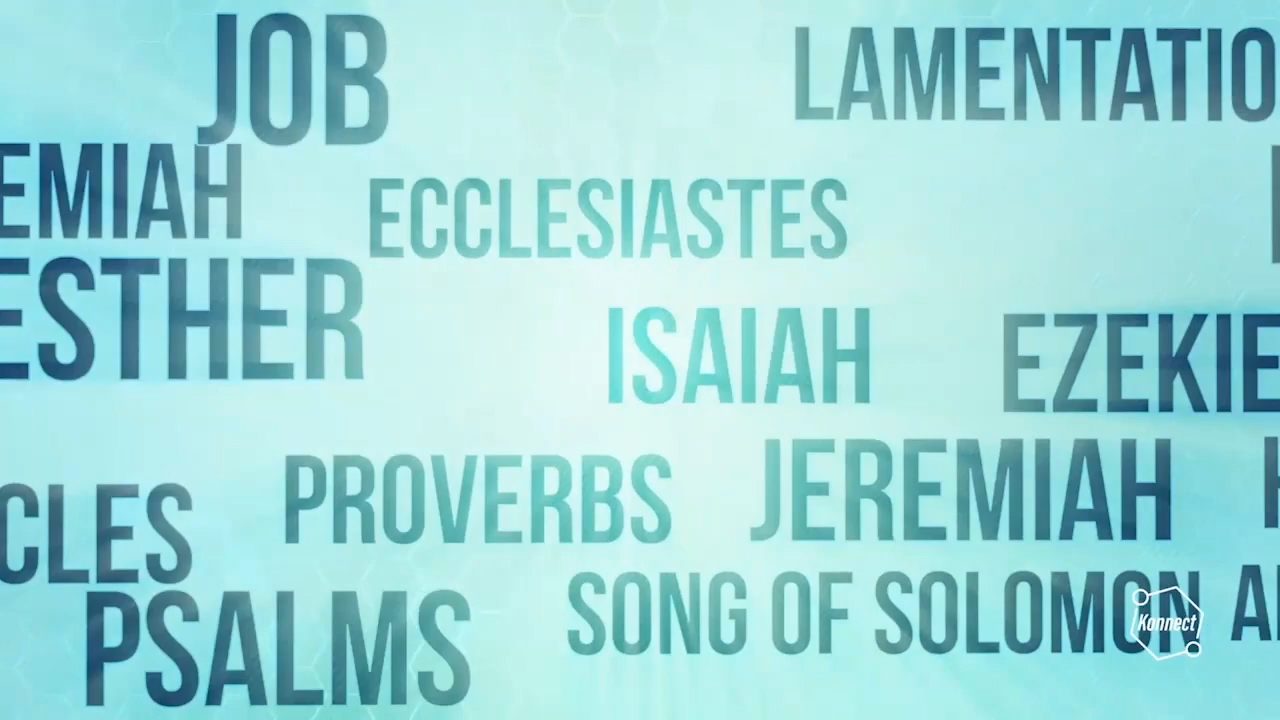 JOB
LAMENTATIO
EMIAH
ECCLESIASTES
ESTHER
ISAIAH
EZEKIE
PROVERBS
JEREMIAH
CLES
PSALMS
SONG OF SOLOMON
Konnect